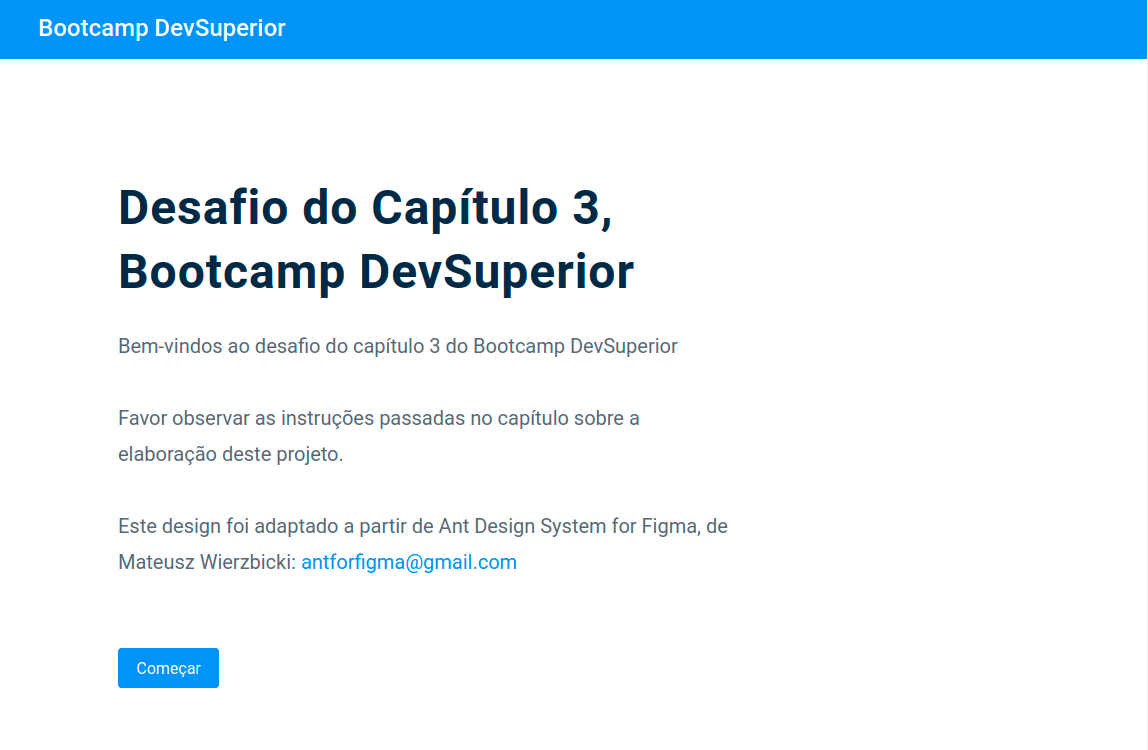 Bootcamp DevSuperior
Desafio do Capítulo 3,
Bootcamp DevSuperior
Bem-vindos ao desafio do capítulo 3 do Bootcamp DevSuperior
Favor observar as instruções passadas no capítulo sobre a
elaboração deste projeto.
Este design foi adaptado a partir de Ant Design System for Figma, de
Mateusz Wierzbicki: antforfigma@gmail.com
Começar